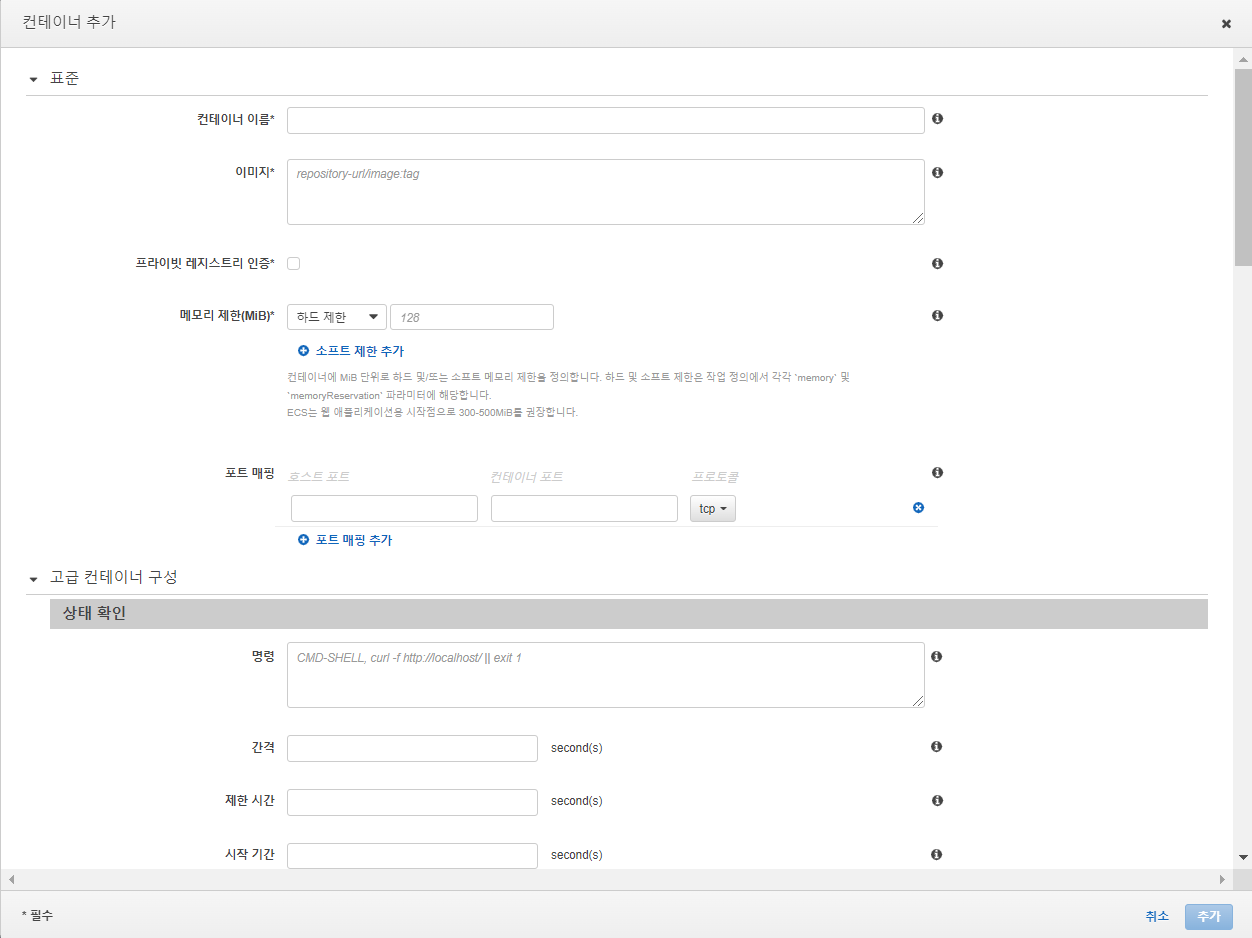 컨테이너 추가
표준
컨테이너 이름*
이미지*
repository-url/image:tag
프라이빗 레지스트리 인증*
메모리 제한(MiB)*
하드 제한
128
소프트 제한 추가
컨테이너에 MiB 단위로 하드 및/또는 소프트 메모리 제한을 정의합니다. 하드 및 소프트 제한은 작업 정의에서 각각 `memory` 및
`memoryReservation` 파라미터에 해당합니다.
ECS는 웹 애플리케이션용 시작점으로 300-500MiB를 권장합니다.
포트 매핑
호스트 포트
컨테이너 포트
프로토콜
tcp
포트 매핑 추가
고급 컨테이너 구성
상태 확인
명령
CMD-SHELL, curl -f http://localhost/ || exit 1
간격
second(s)
제한 시간
second(s)
시작 기간
second(s)
* 필수
취소
추가